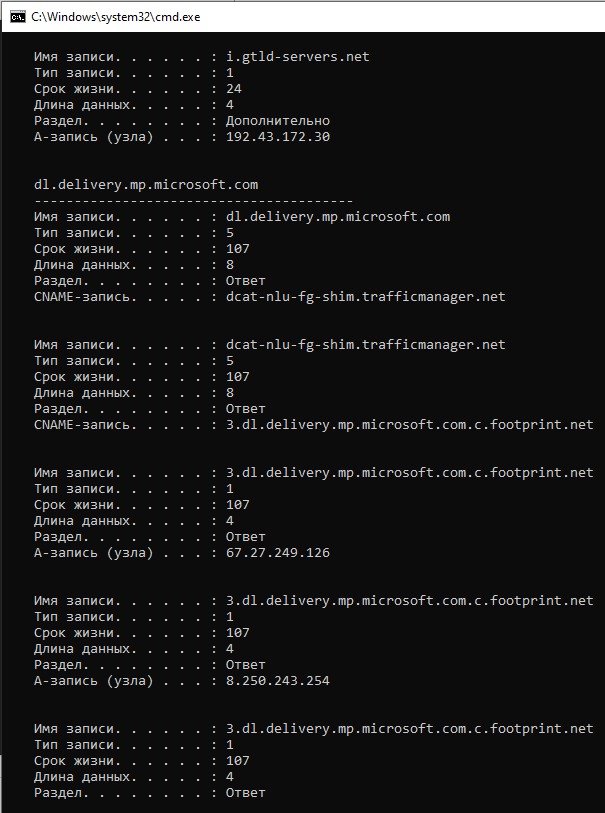 C:\Windows\system32\cmd.exe
Имя записи. . . . . . : i.gtld-servers.net
Тип записи. . . . . . : 1
Срок жизни. . . . . . : 24
Длина данных. . . . . : 4
Раздел. . . . . . . . : Дополнительно
А-запись (узла) . . . : 192.43.172.30
dl.delivery.mp.microsoft.com
----------------------------------------
Имя записи. . . . . . : dl.delivery.mp.microsoft.com
Тип записи. . . . . . : 5
Срок жизни. . . . . . : 107
Длина данных. . . . . : 8
Раздел. . . . . . . . : Ответ
CNAME-запись. . . . . : dcat-nlu-fg-shim.trafficmanager.net
Имя записи. . . . . . : dcat-nlu-fg-shim.trafficmanager.net
Тип записи. . . . . . : 5
Срок жизни. . . . . . : 107
Длина данных. . . . . : 8
Раздел. . . . . . . . : Ответ
CNAME-запись. . . . . : 3.dl.delivery.mp.microsoft.com.c.footprint.net
Имя записи. . . . . . : 3.dl.delivery.mp.microsoft.com.c.footprint.net
Тип записи. . . . . . : 1
Срок жизни. . . . . . : 107
Длина данных. . . . . : 4
Раздел. . . . . . . . : Ответ
А-запись (узла) . . . : 67.27.249.126
Имя записи. . . . . . : 3.dl.delivery.mp.microsoft.com.c.footprint.net
Тип записи. . . . . . : 1
Срок жизни. . . . . . : 107
Длина данных. . . . . : 4
Раздел. . . . . . . . : Ответ
А-запись (узла) . . . : 8.250.243.254
Имя записи. . . . . . : 3.dl.delivery.mp.microsoft.com.c.footprint.net
Тип записи. . . . . . : 1
Срок жизни. . . . . . : 107
Длина данных. . . . . : 4
Раздел. . . . . . . . : Ответ